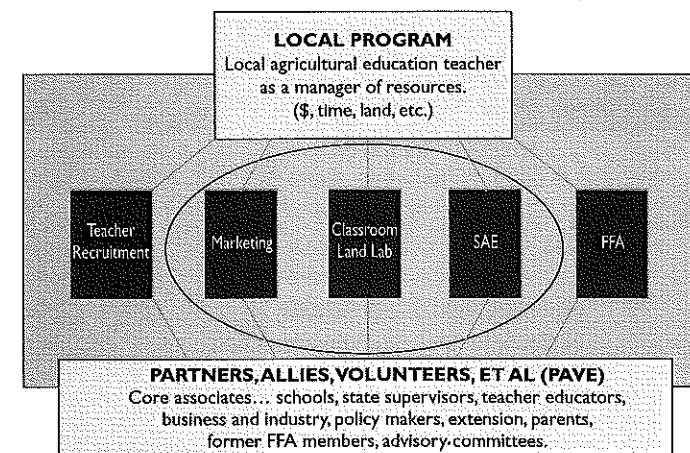 LOCAL PROGRAM
Local agricultural education teacher
as a manager of resources.
($, time, land, etc.)
Teacher
Recruitment
Marketing
Classroom
Land Lab
SAE
FFA
PARTNERS, ALLIES, VOLUNTEERS, ET AL (PAVE)
Core associates... schools, state supervisors, teacher educators,
business and industry, policy makers, extension, parents,
former FFA members, advisory committees.